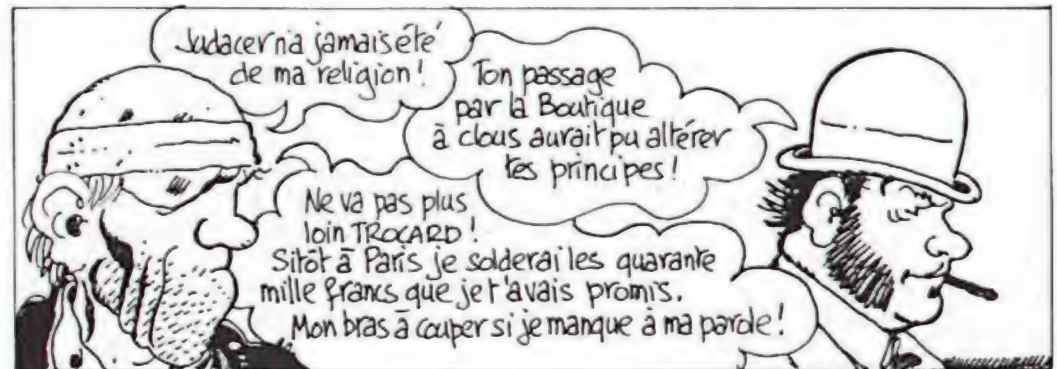 Judacer n'a jamais été
de ma religion !
Ton passage
par la Boutique
à clous aurait pu altérer
tes principes !
Ne va pas plus
loin TROCARD !
Sitôt à Paris je solderai les quarante
mille francs que je t'avais promis.
Mon bras à couper si je manque à ma parole !